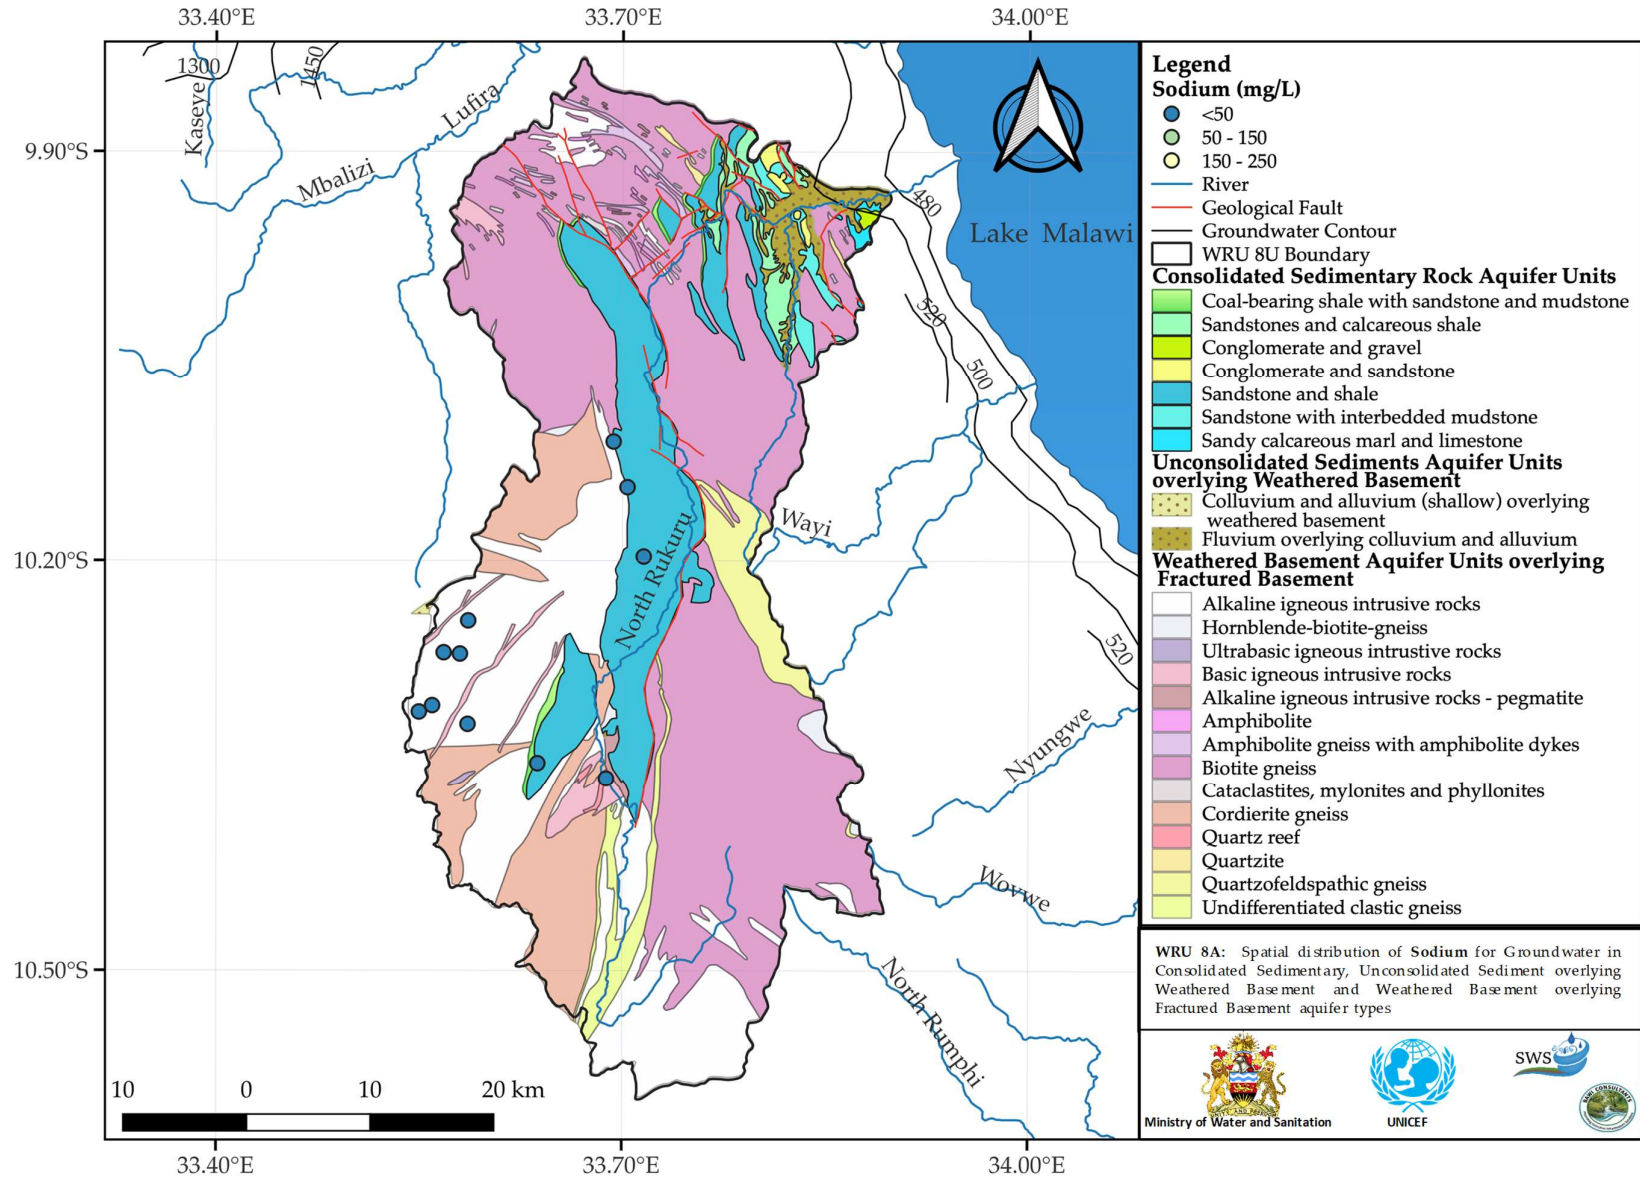 33.40°E
33.70°E
34.00°E
9.90°S
10.20°S
10.50°S
1300
1450
Kaseye
Lufira
Mbalizi
480
Lake Malawi
520
500
Wayi
North Rukuru
520
Nyungwe
Wovwe
North Rumphi
10
0
10
20 km
33.40°E
33.70°E
34.00°E
Legend
Sodium (mg/L)
<50
50 - 150
150 - 250
River
Geological Fault
Groundwater Contour
WRU 8U Boundary
Consolidated Sedimentary Rock Aquifer Units
Coal-bearing shale with sandstone and mudstone
Sandstones and calcareous shale
Conglomerate and gravel
Conglomerate and sandstone
Sandstone and shale
Sandstone with interbedded mudstone
Sandy calcareous marl and limestone
Unconsolidated Sediments Aquifer Units
overlying Weathered Basement
Colluvium and alluvium (shallow) overlying
weathered basement
Fluvium overlying colluvium and alluvium
Weathered Basement Aquifer Units overlying
Fractured Basement
Alkaline igneous intrusive rocks
Hornblende-biotite-gneiss
Ultrabasic igneous intrustive rocks
Basic igneous intrusive rocks
Alkaline igneous intrusive rocks - pegmatite
Amphibolite
Amphibolite gneiss with amphibolite dykes
Biotite gneiss
Cataclastites, mylonites and phyllonites
Cordierite gneiss
Quartz reef
Quartzite
Quartzofeldspathic gneiss
Undifferentiated clastic gneiss
WRU 8A: Spatial distribution of Sodium for Groundwater in
Consolidated Sedimentary, Unconsolidated Sediment overlying
Weathered Basement and Weathered Basement overlying
Fractured Basement aquifer types
Ministry of Water and Sanitation
UNICEF
SWS